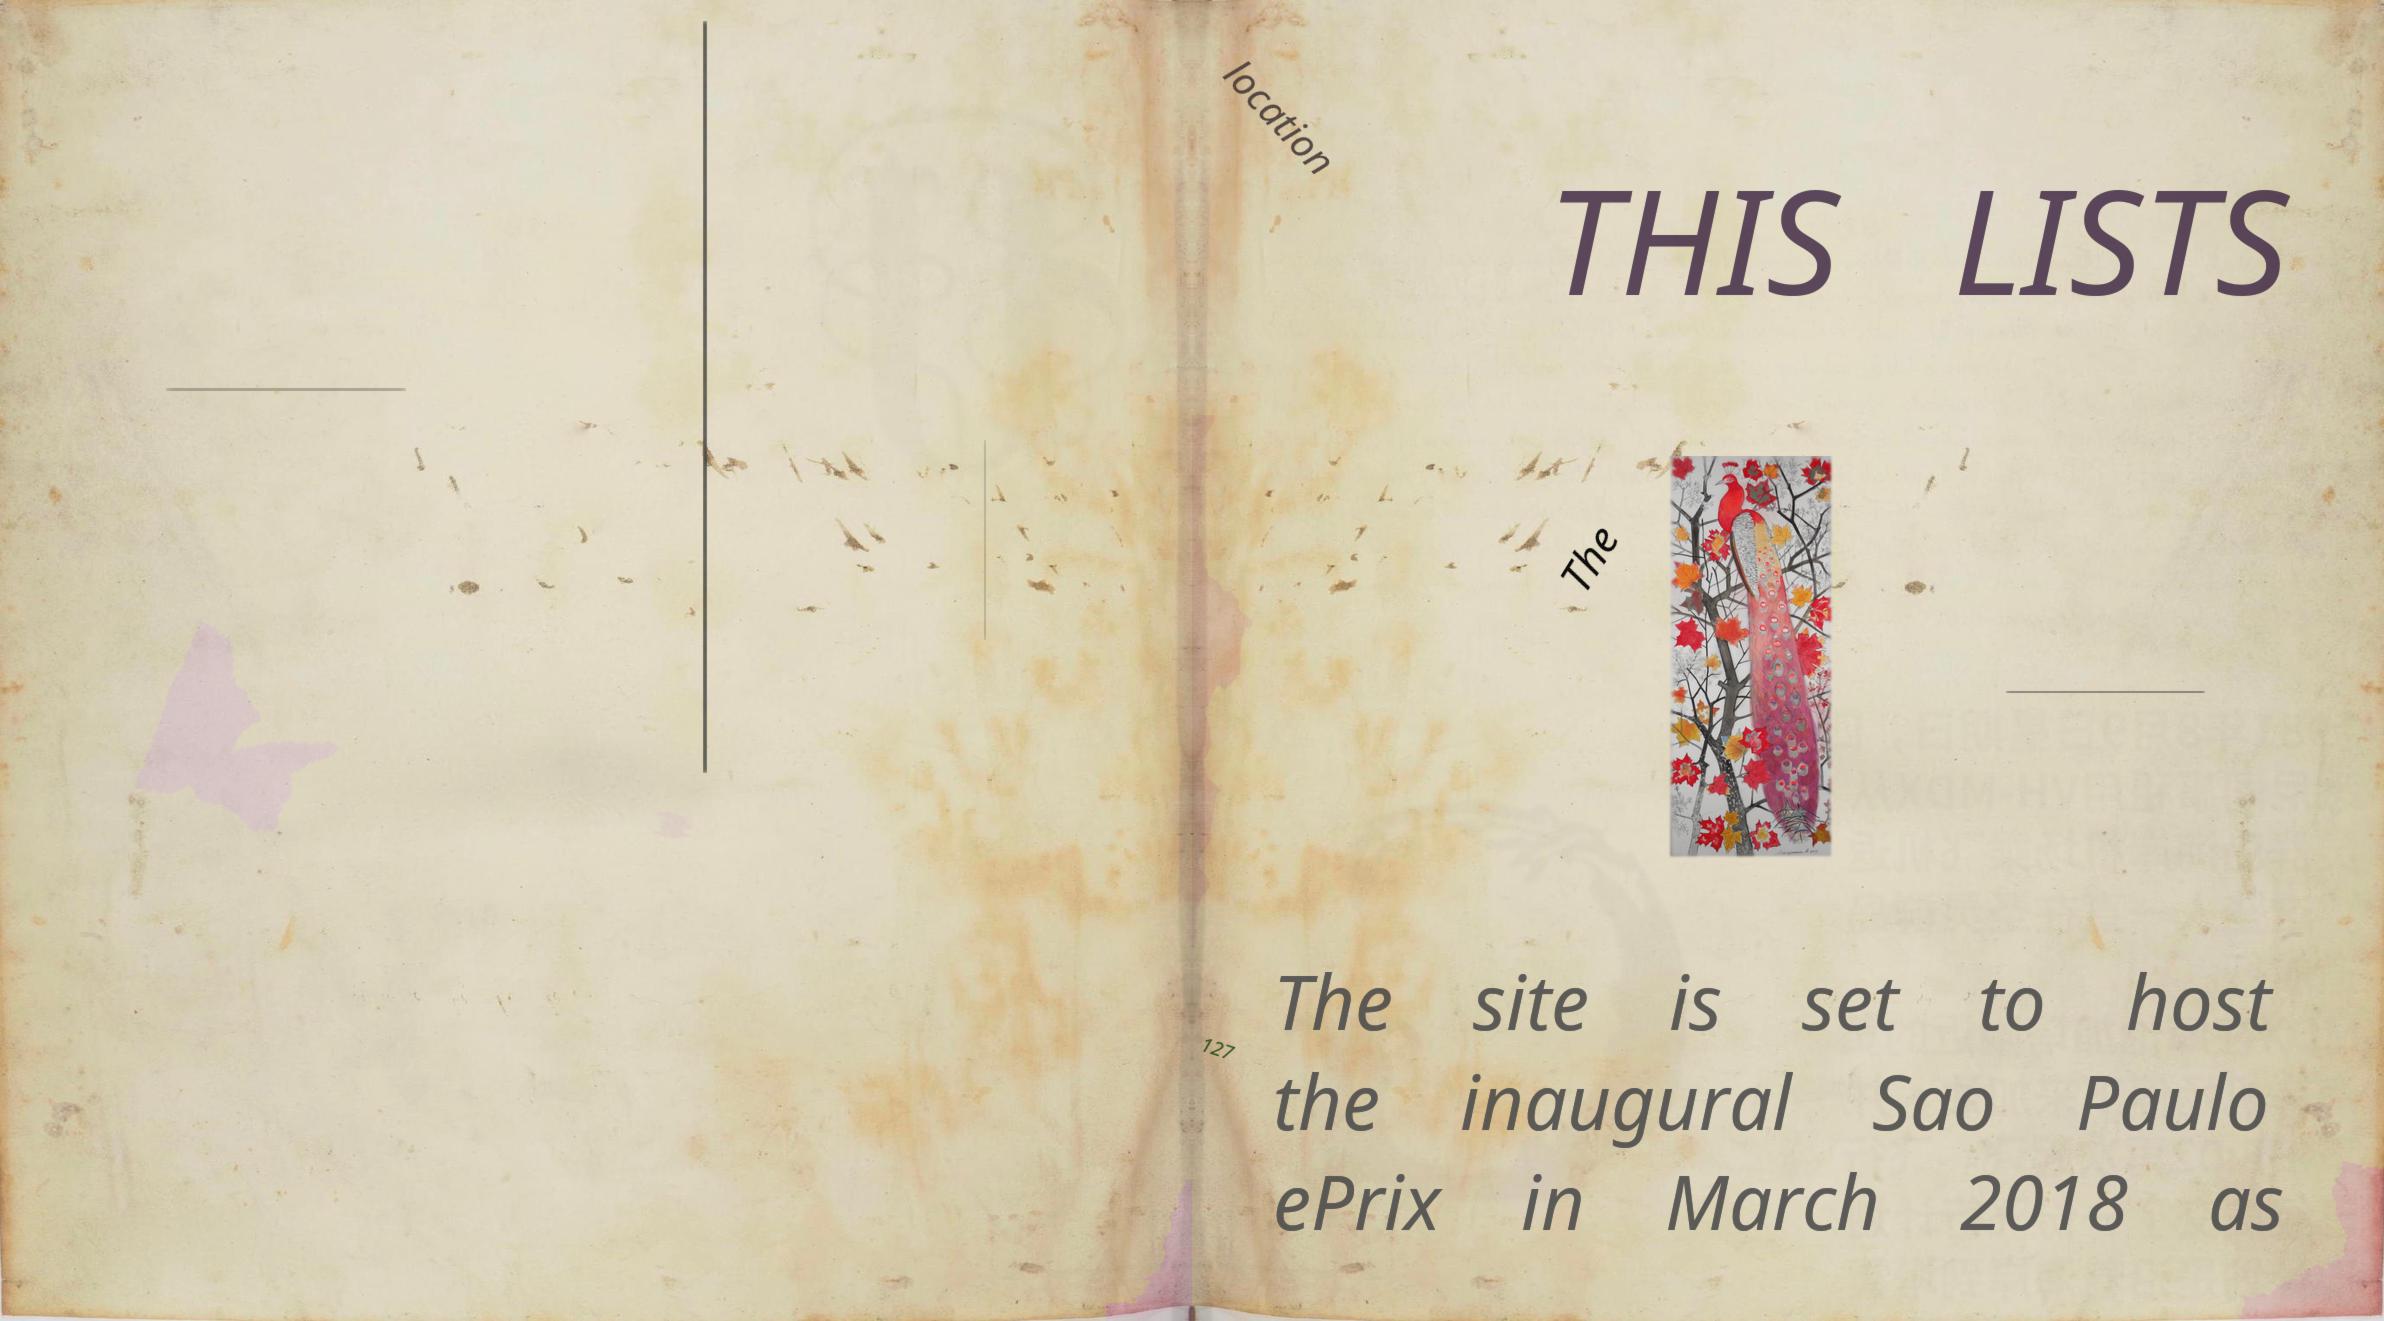 location
THIS LISTS
The
The site is set to host
127
the inaugural Sao Paulo
ePrix in March 2018 as